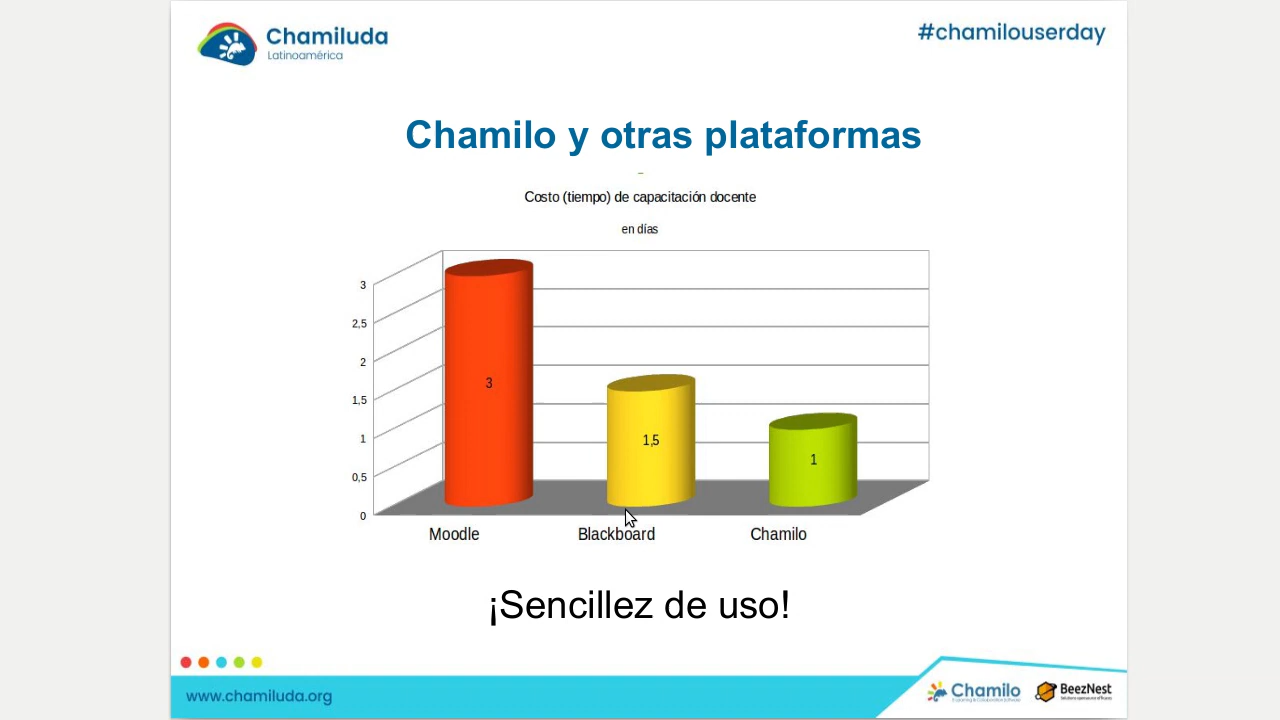 Chamiluda
Latinoamérica
#chamilouserday
Chamilo y otras plataformas
Costo (tiempo) de capacitación docente
en días
3
2,5
2
1,5
1
0,5
0
3
1,5
1
Moodle
Blackboard
Chamilo
¡Sencillez de uso!
www.chamiluda.org
Chamilo
BeezNest